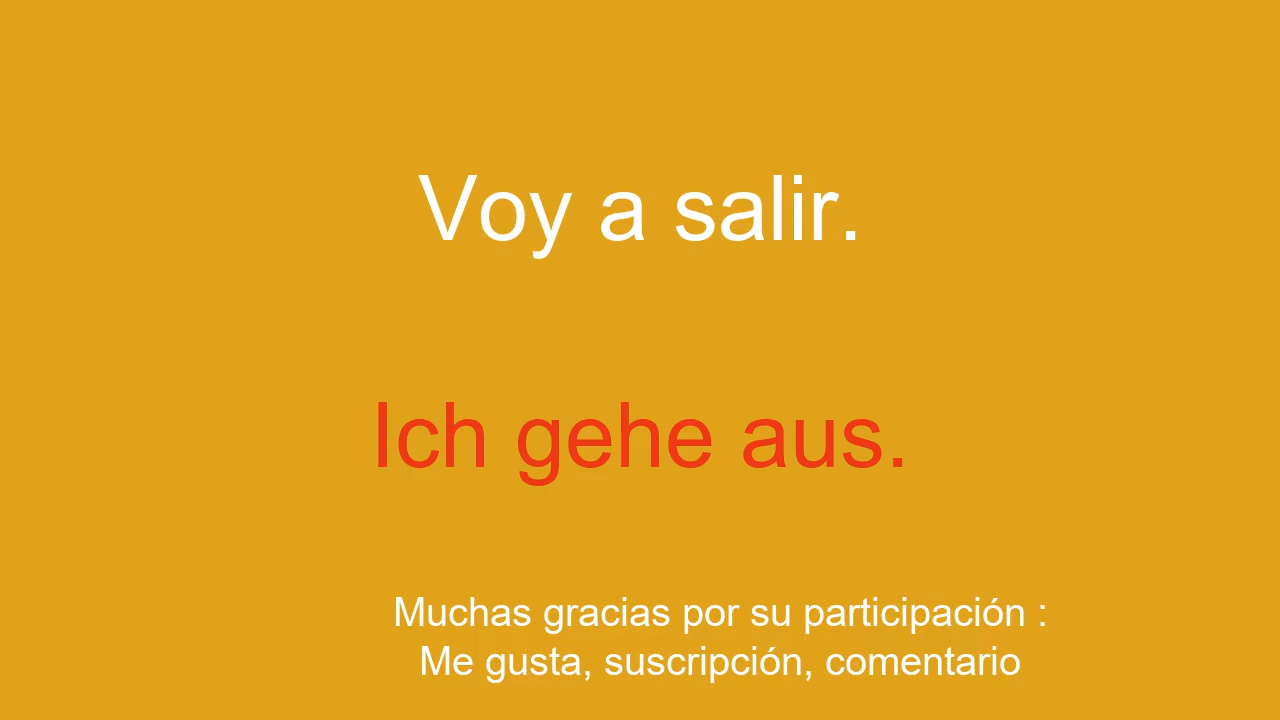 Voy a salir.
Ich gehe aus.
Muchas gracias por su participación :
Me gusta, suscripción, comentario